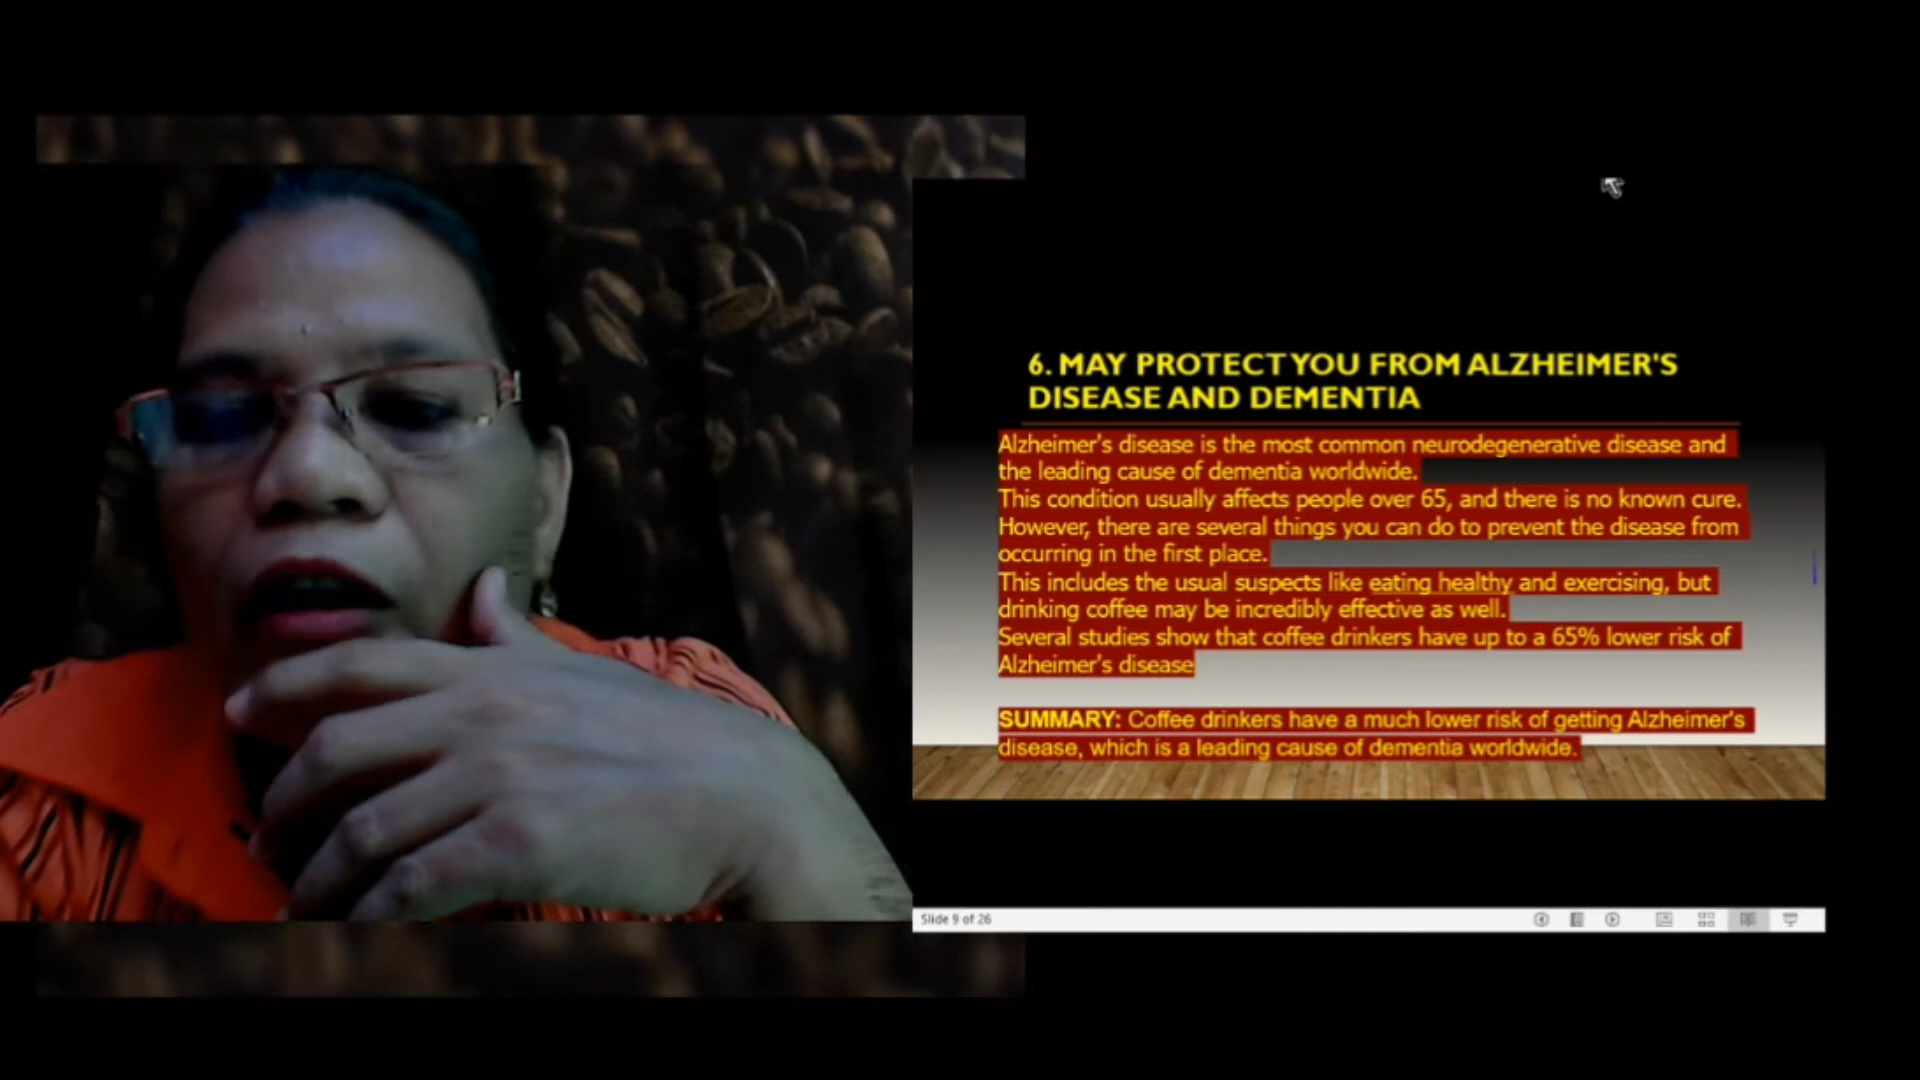 6. MAY PROTECT YOU FROM ALZHEIMER'S
DISEASE AND DEMENTIA
Alzheimer's disease is the most common neurodegenerative disease and
the leading cause of dementia worldwide.
This condition usually affects people over 65, and there is no known cure.
However, there are several things you can do to prevent the disease from
occurring in the first place.
This includes the usual suspects like eating healthy and exercising, but
drinking coffee may be incredibly effective as well.
Several studies show that coffee drinkers have up to a 65% lower risk of
Alzheimer's disease
SUMMARY: Coffee drinkers have a much lower risk of getting Alzheimer's
disease, which is a leading cause of dementia worldwide.
Slide 9 of 26